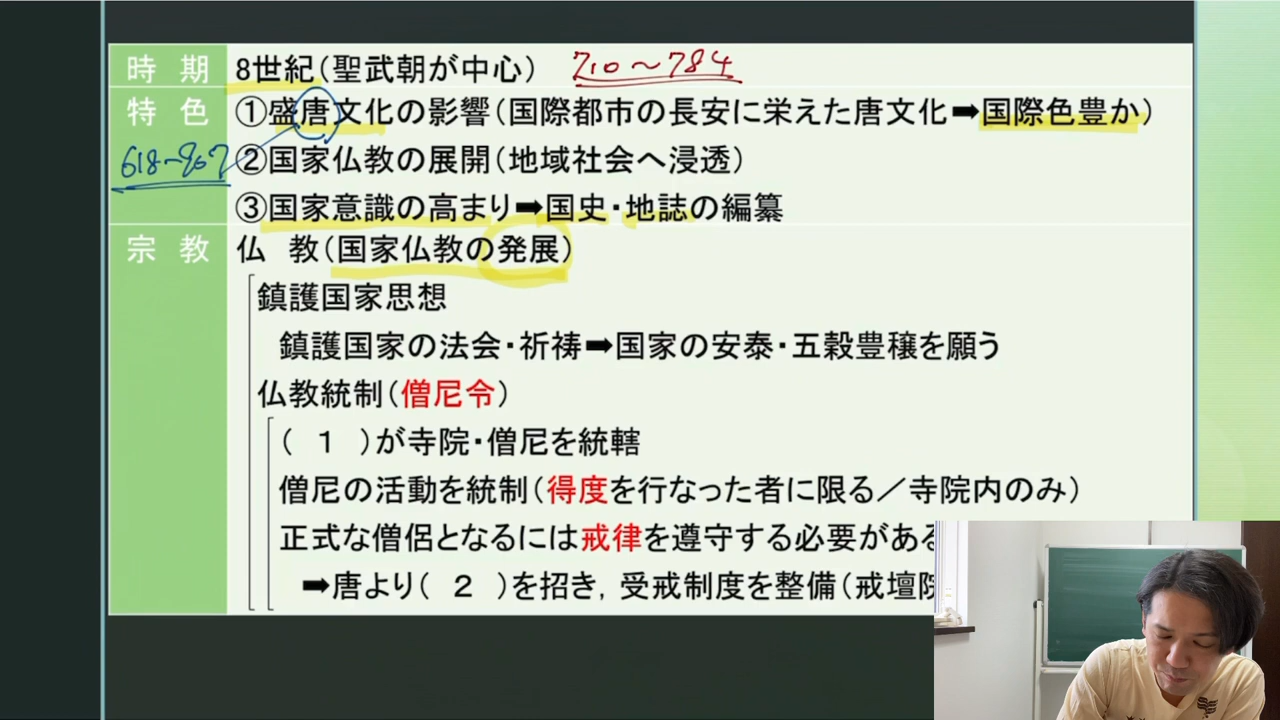 時期 8世紀(聖武朝が中心) 710～784
特色 ①盛唐文化の影響(国際都市の長安に栄えた唐文化➡国際色豊か)
618～907 ②国家仏教の展開(地域社会へ浸透)
③国家意識の高まり➡国史・地誌の編纂
宗教 仏 教(国家仏教の発展)
鎮護国家思想
鎮護国家の法会・祈祷➡国家の安泰・五穀豊穣を願う
仏教統制(僧尼令)
( 1 )が寺院・僧尼を統轄
僧尼の活動を統制(得度を行なった者に限る／寺院内のみ)
正式な僧侶となるには戒律を遵守する必要がある
➡唐より( 2 )を招き, 受戒制度を整備(戒壇院